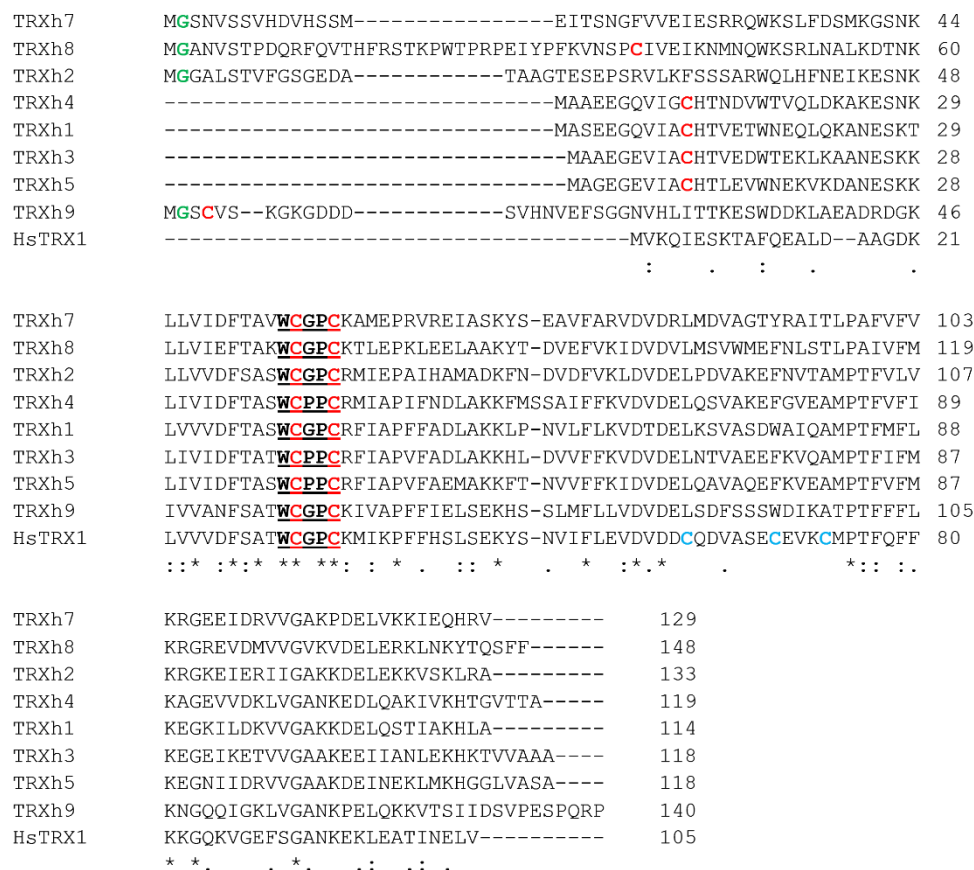 TRXh7 MGSNVSSVHDVHSSM---------------EITSNGFVVEIESRRQWKSLFDSMKGSNK 44
TRXh8 MGANVSTPDQRFQVTHFRSTKPWTPRPEIYPFKVNSPCIVEIKNMNQWKSRLNALKDTNK 60
TRXh2 MGGALSTVFGSGEDA------------TAAGTESEPSRVLKFSSSARWQLHFNEIKESNK 48
TRXh4 -------------------------------MAAEEGQVIGCHTNDVWTVQLDKAKESNK 29
TRXh1 -------------------------------MASEEGQVIACHTVETWNEQLQKANESKT 29
TRXh3 --------------------------------MAAEGEVIACHTVEDWTEKLKAANESKK 28
TRXh5 --------------------------------MAGEGEVIACHTLEVWNEKVKDANESKK 28
TRXh9 MGSCVS--KGKGDDD------------SVHNVEFSGGNVHLITTKESWDDKLAEADRDGK 46
HsTRX1 -------------------------------------MVKQIESKTAFQEALD--AAGDK 21
: . : . .
TRXh7 LLVIDFTAVWCGPCKAMEPRVREIASKYS-EAVFARVDVDRLMDVAGTYRAITLPAFVFV 103
TRXh8 LLVIEFTAKWCGPCKTLEPKLEELAAKYT-DVEFVKIDVDVLMSVWMEFNLSTLPAIVFM 119
TRXh2 LLVVDFSASWCGPCRMIEPAIHAMADKFN-DVDFVKLDVDELPDVAKEFNVTAMPTFVLV 107
TRXh4 LIVIDFTASWCPPCRMIAPIFNDLAKKFMSSAIFFKVDVDELQSVAKEFGVEAMPTFVFI 89
TRXh1 LVVVDFTASWCGPCRFIAPFFADLAKKLP-NVLFLKVDTDELKSVASDWAIQAMPTFMFL 88
TRXh3 LIVIDFTATWCPPCRFIAPVFADLAKKHL-DVVFFKVDVDELNTVAEEFKVQAMPTFIFM 87
TRXh5 LIVIDFTASWCPPCRFIAPVFAEMAKKFT-NVVFFKIDVDELQAVAQEFKVEAMPTFVFM 87
TRXh9 IVVANFSATWCGPCKIVAPFFIELSEKHS-SLMFLLVDVDELSDFSSSWDIKATPTFFFL 105
HsTRX1 LVVVDFSATWCGPCKMIKPFFHSLSEKYS-NVIFLEVDVDDCQDVASECEVKCMPTFQFF 80
::* :*:* ** **: : * . :: * . * :*.* . *:: :.
TRXh7 KRGEEIDRVVGAKPDELVKKIEQHRV--------- 129
TRXh8 KRGREVDMVVGVKVDELERKLNKYTQSFF------ 148
TRXh2 KRGKEIERIIGAKKDELEKKVSKLRA--------- 133
TRXh4 KAGEVVDKLVGANKEDLQAKIVKHTGVTTA----- 119
TRXh1 KEGKILDKVVGAKKDELQSTIAKHLA--------- 114
TRXh3 KEGEIKETVVGAAKEEIIANLEKHKTVVAAA---- 118
TRXh5 KEGNIIDRVVGAAKDEINEKLMKHGGLVASA---- 118
TRXh9 KNGQQIGKLVGANKPELQKKVTSIIDSVPESPQRP 140
HsTRX1 KKGQKVGEFSGANKEKLEATINELV---------- 105
* *. *. .: .: .